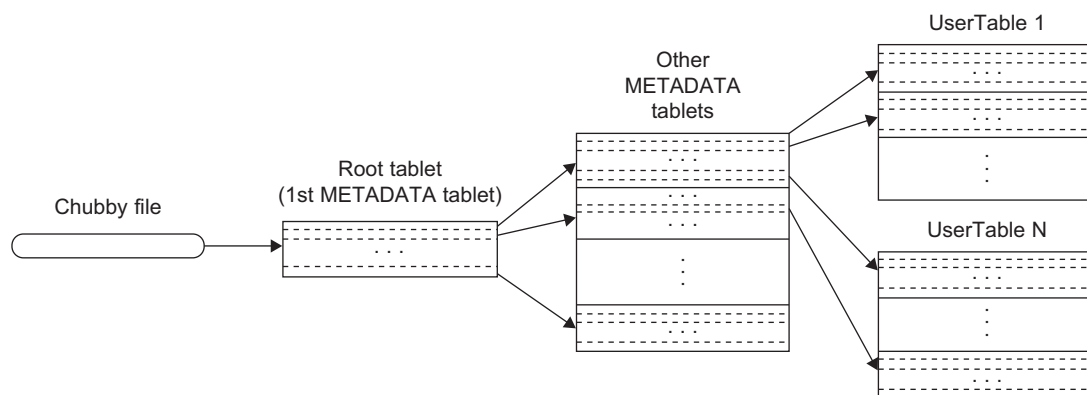 UserTable 1
Other
METADATA
tablets
. . .
. . .
. . .
Root tablet
(1st METADATA tablet)
. . .
. . .
Chubby file
. . .
. . .
UserTable N
. . .
. . .
. . .
. . .